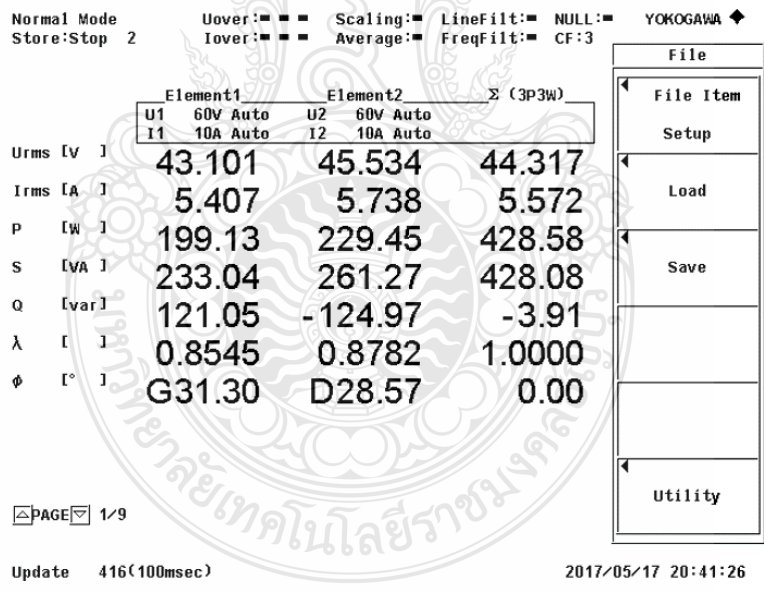 Normal Mode Uover:■ ■ ■ Scaling:■ LineFilt:■ NULL:■ YOKOGAWA ◆
Store:Stop 2 Iover:■ ■ ■ Average:■ FreqFilt:■ CF:3
File
Element1 Element2 Σ (3P3W)
U1 60V Auto U2 60V Auto
I1 10A Auto I2 10A Auto
File Item
Setup
Urms [V ] 43.101 45.534 44.317
Irms [A ] 5.407 5.738 5.572
Load
P [W ] 199.13 229.45 428.58
S [VA ] 233.04 261.27 428.08
Save
Q [var] 121.05 -124.97 -3.91
λ [ ] 0.8545 0.8782 1.0000
ø [° ] G31.30 D28.57 0.00
Utility
PAGE 1/9
Update 416(100msec) 2017/05/17 20:41:26